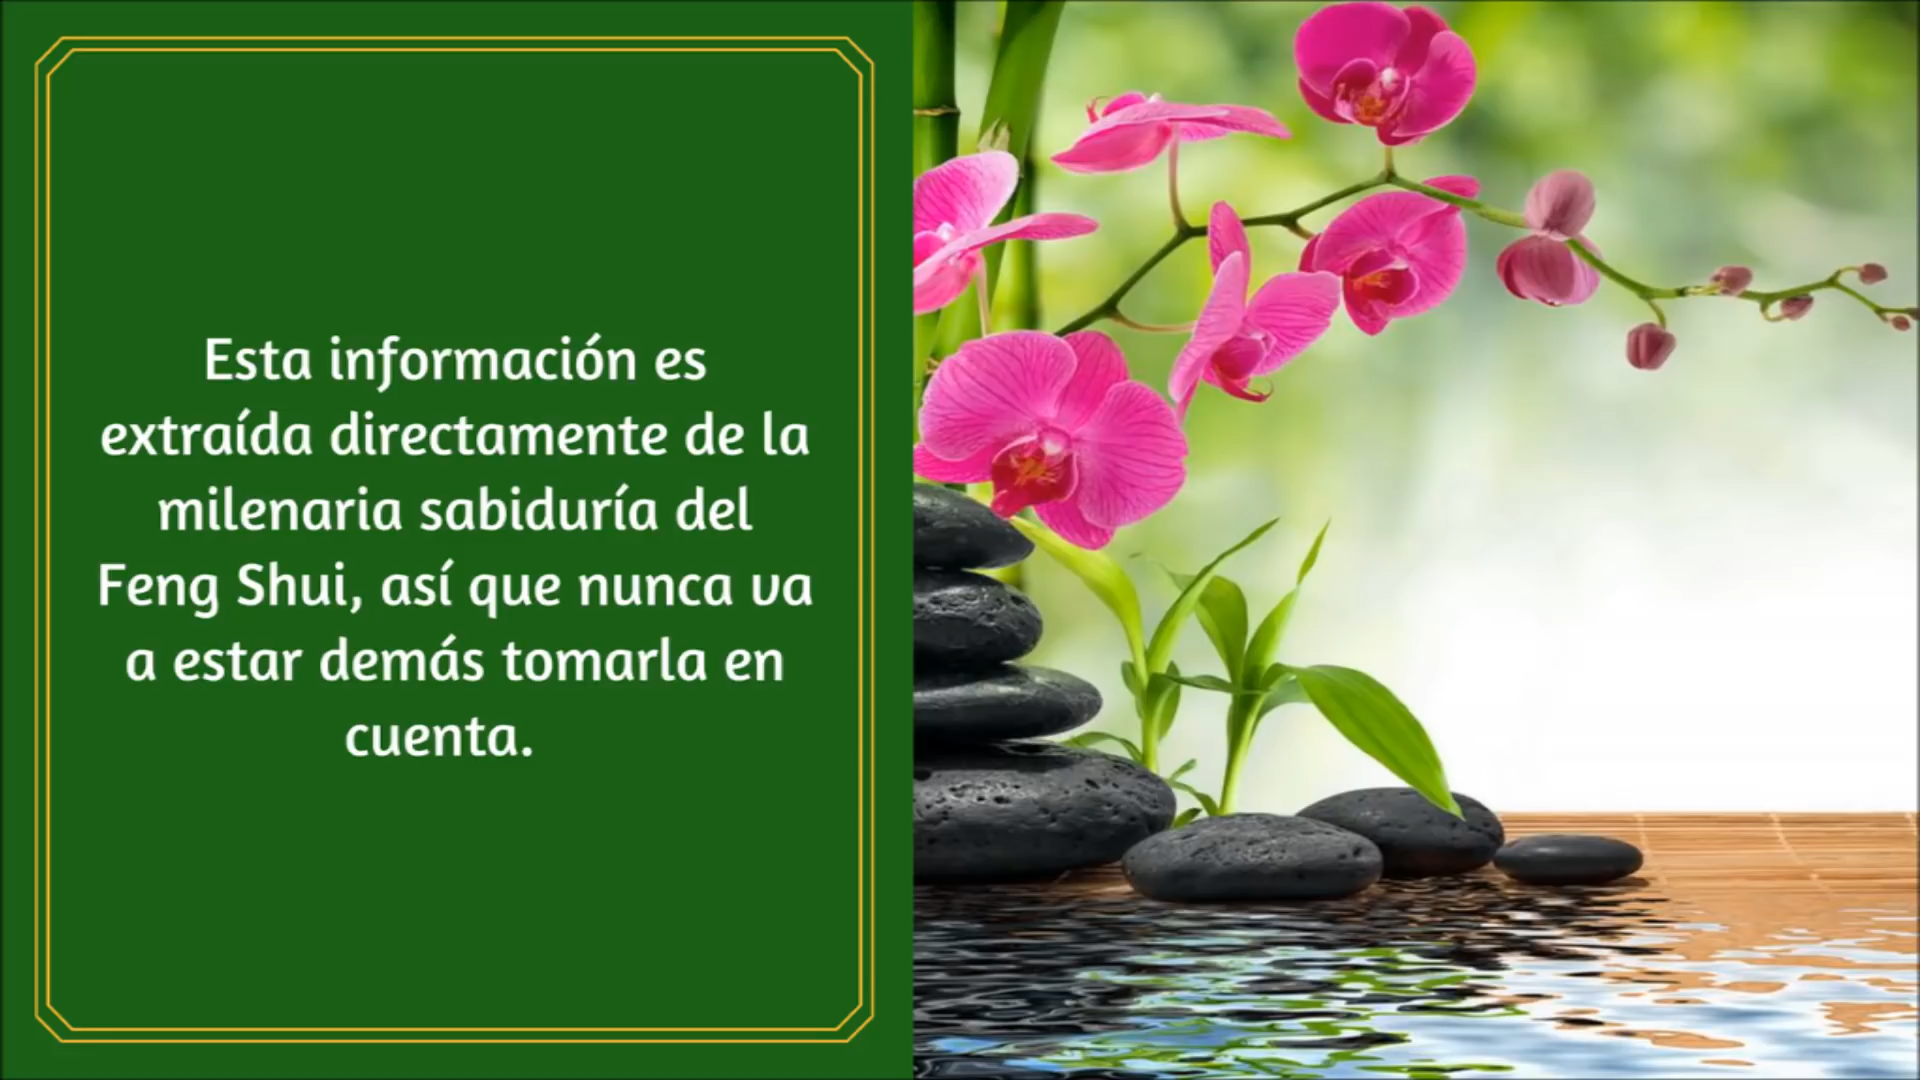 Esta información es
extraída directamente de la
milenaria sabiduría del
Feng Shui, así que nunca va
a estar demás tomarla en
cuenta.